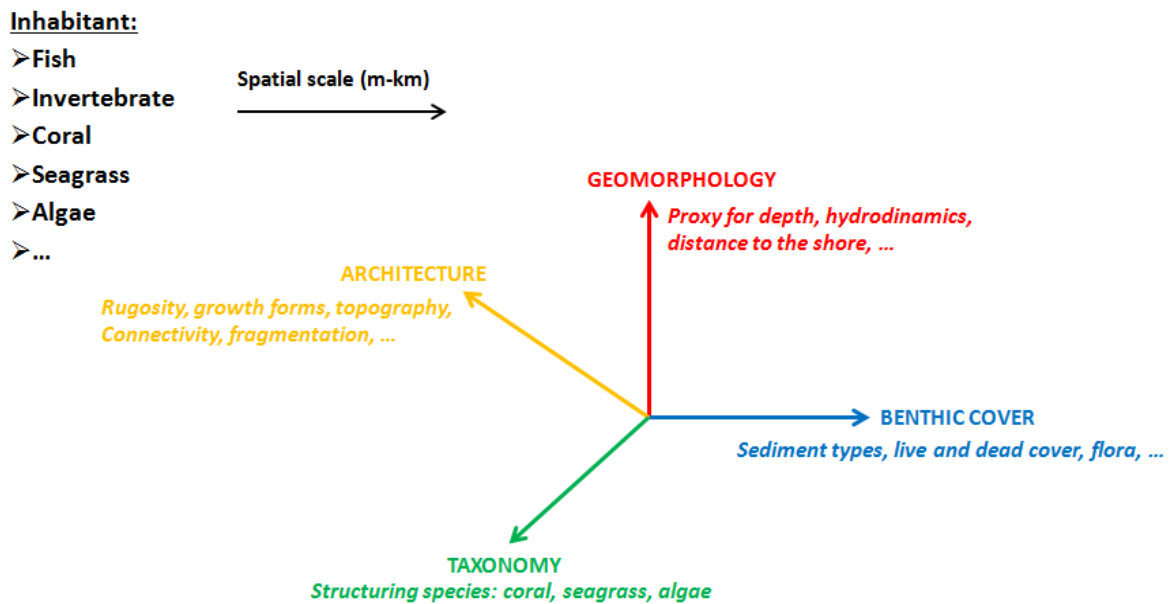 Inhabitant:
➢Fish
➢Invertebrate
➢Coral
➢Seagrass
➢Algae
➢...
Spatial scale (m-km)
GEOMORPHOLOGY
Proxy for depth, hydrodinamics,
distance to the shore, ...
ARCHITECTURE
Rugosity, growth forms, topography,
Connectivity, fragmentation, ...
BENTHIC COVER
Sediment types, live and dead cover, flora, ...
TAXONOMY
Structuring species: coral, seagrass, algae